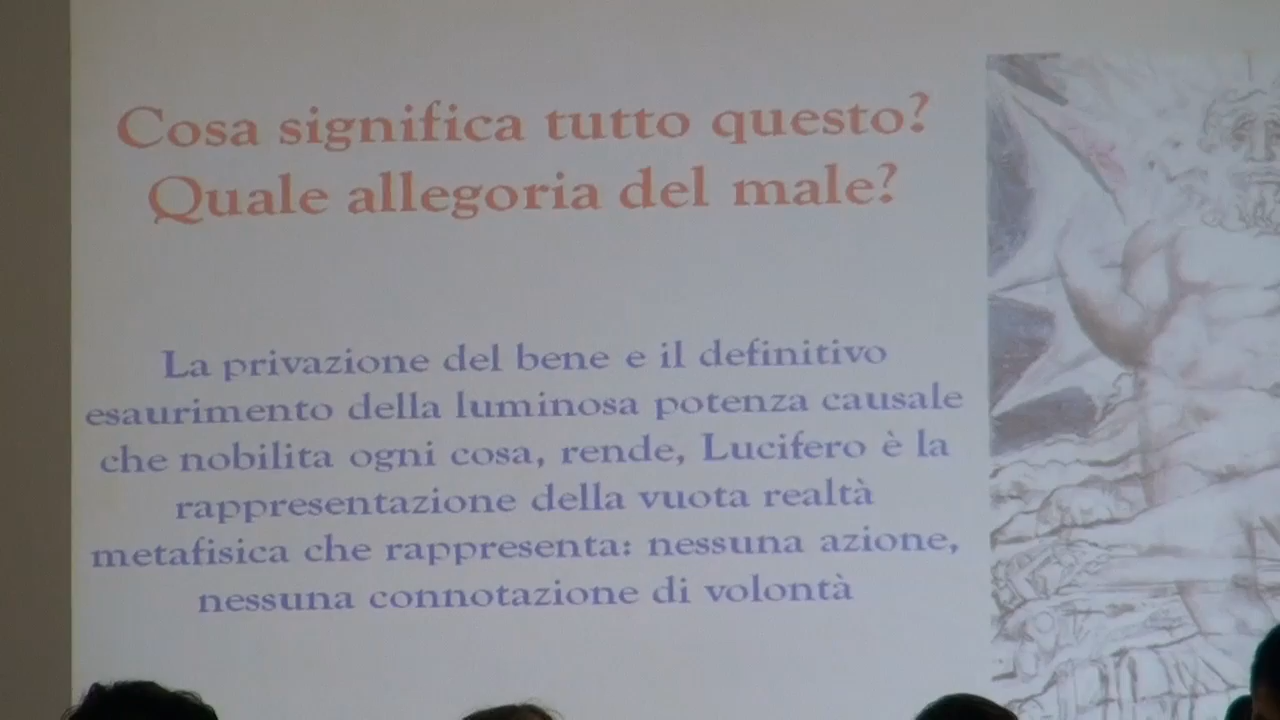 Cosa significa tutto questo?
Quale allegoria del male?
La privazione del bene e il definitivo
esaurimento della luminosa potenza causale
che nobilita ogni cosa, rende, Lucifero è la
rappresentazione della vuota realtà
metafisica che rappresenta: nessuna azione,
nessuna connotazione di volontà